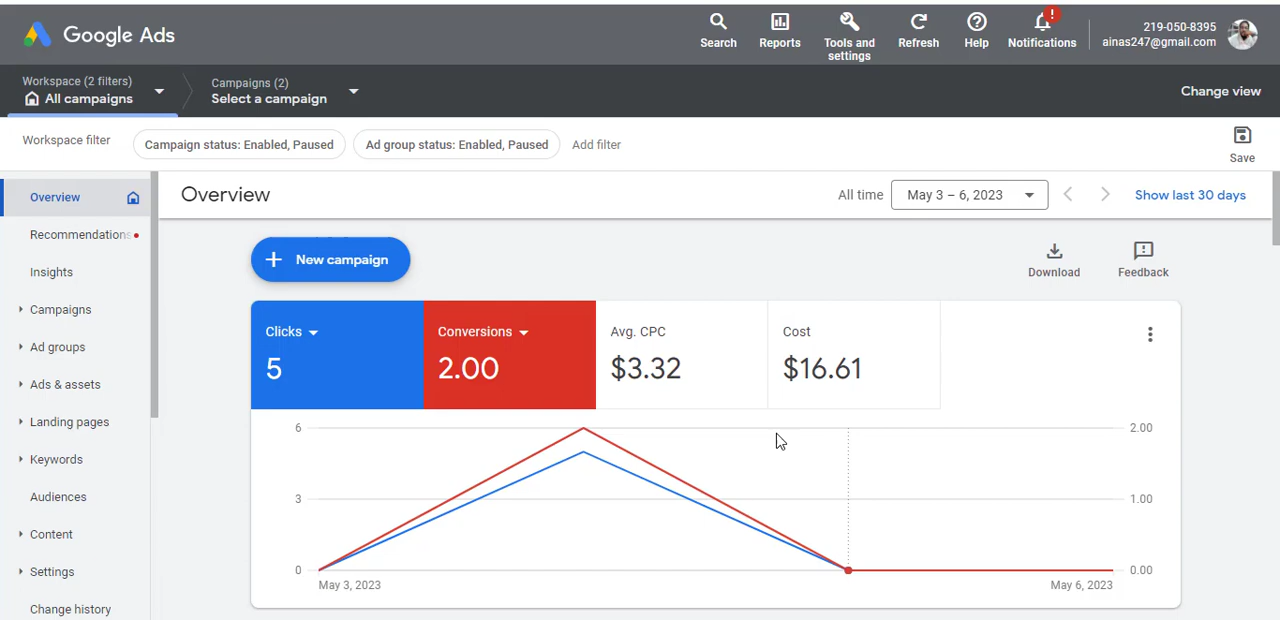 Google Ads
Search
Reports
Tools and
settings
Refresh
Help
!
Notifications
219-050-8395
ainas247@gmail.com
Workspace (2 filters)
All campaigns
Campaigns (2)
Select a campaign
Change view
Workspace filter
Campaign status: Enabled, Paused
Ad group status: Enabled, Paused
Add filter
Save
Overview
Recommendations
Insights
Campaigns
Ad groups
Ads & assets
Landing pages
Keywords
Audiences
Content
Settings
Change history
Overview
All time
May 3 – 6, 2023
Show last 30 days
+ New campaign
Download
Feedback
Clicks
5
Conversions
2.00
Avg. CPC
$3.32
Cost
$16.61
6
3
0
2.00
1.00
0.00
May 3, 2023
May 6, 2023